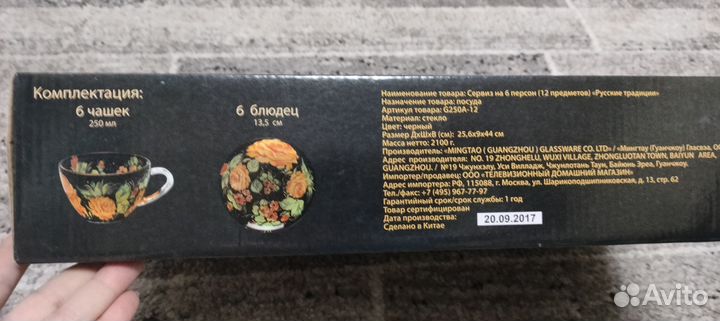 Комплектация:
6 чашек
250 мл
6 блюдец
13,5 см
Наименование товара: Сервиз на 6 персон (12 предметов) «Русские традиции»
Назначение товара: посуда
Артикул товара: G250A-12
Материал: стекло
Цвет: черный
Размер ДхШхВ (см): 25,6х9х44 см
Масса нетто: 2100 г.
Производитель: «MINGTAO ( GUANGZHOU ) GLASSWARE CO. LTD» / «Мингтау (Гуанчжоу) Глассвэа, ОО
Адрес производителя: NO. 19 ZHONGHELU, WUXI VILLAGE, ZHONGLUOTAN TOWN, BAIYUN AREA,
GUANGZHOU. / №19 Чжунхэлу, Уси Вилладж, Чжунлотань Таун, Байюнь Эреа, Гуанчжоу.
Импортер/продавец: ООО «ТЕЛЕВИЗИОННЫЙ ДОМАШНИЙ МАГАЗИН»
Адрес импортера: РФ, 115088, г. Москва, ул. Шарикоподшипниковская, д. 13, стр. 62
Тел./факс: +7 (495) 967-77-97
Гарантийный срок/срок службы: 1 год
Товар сертифицирован
Дата производства: 20.09.2017
Сделано в Китае
Avito